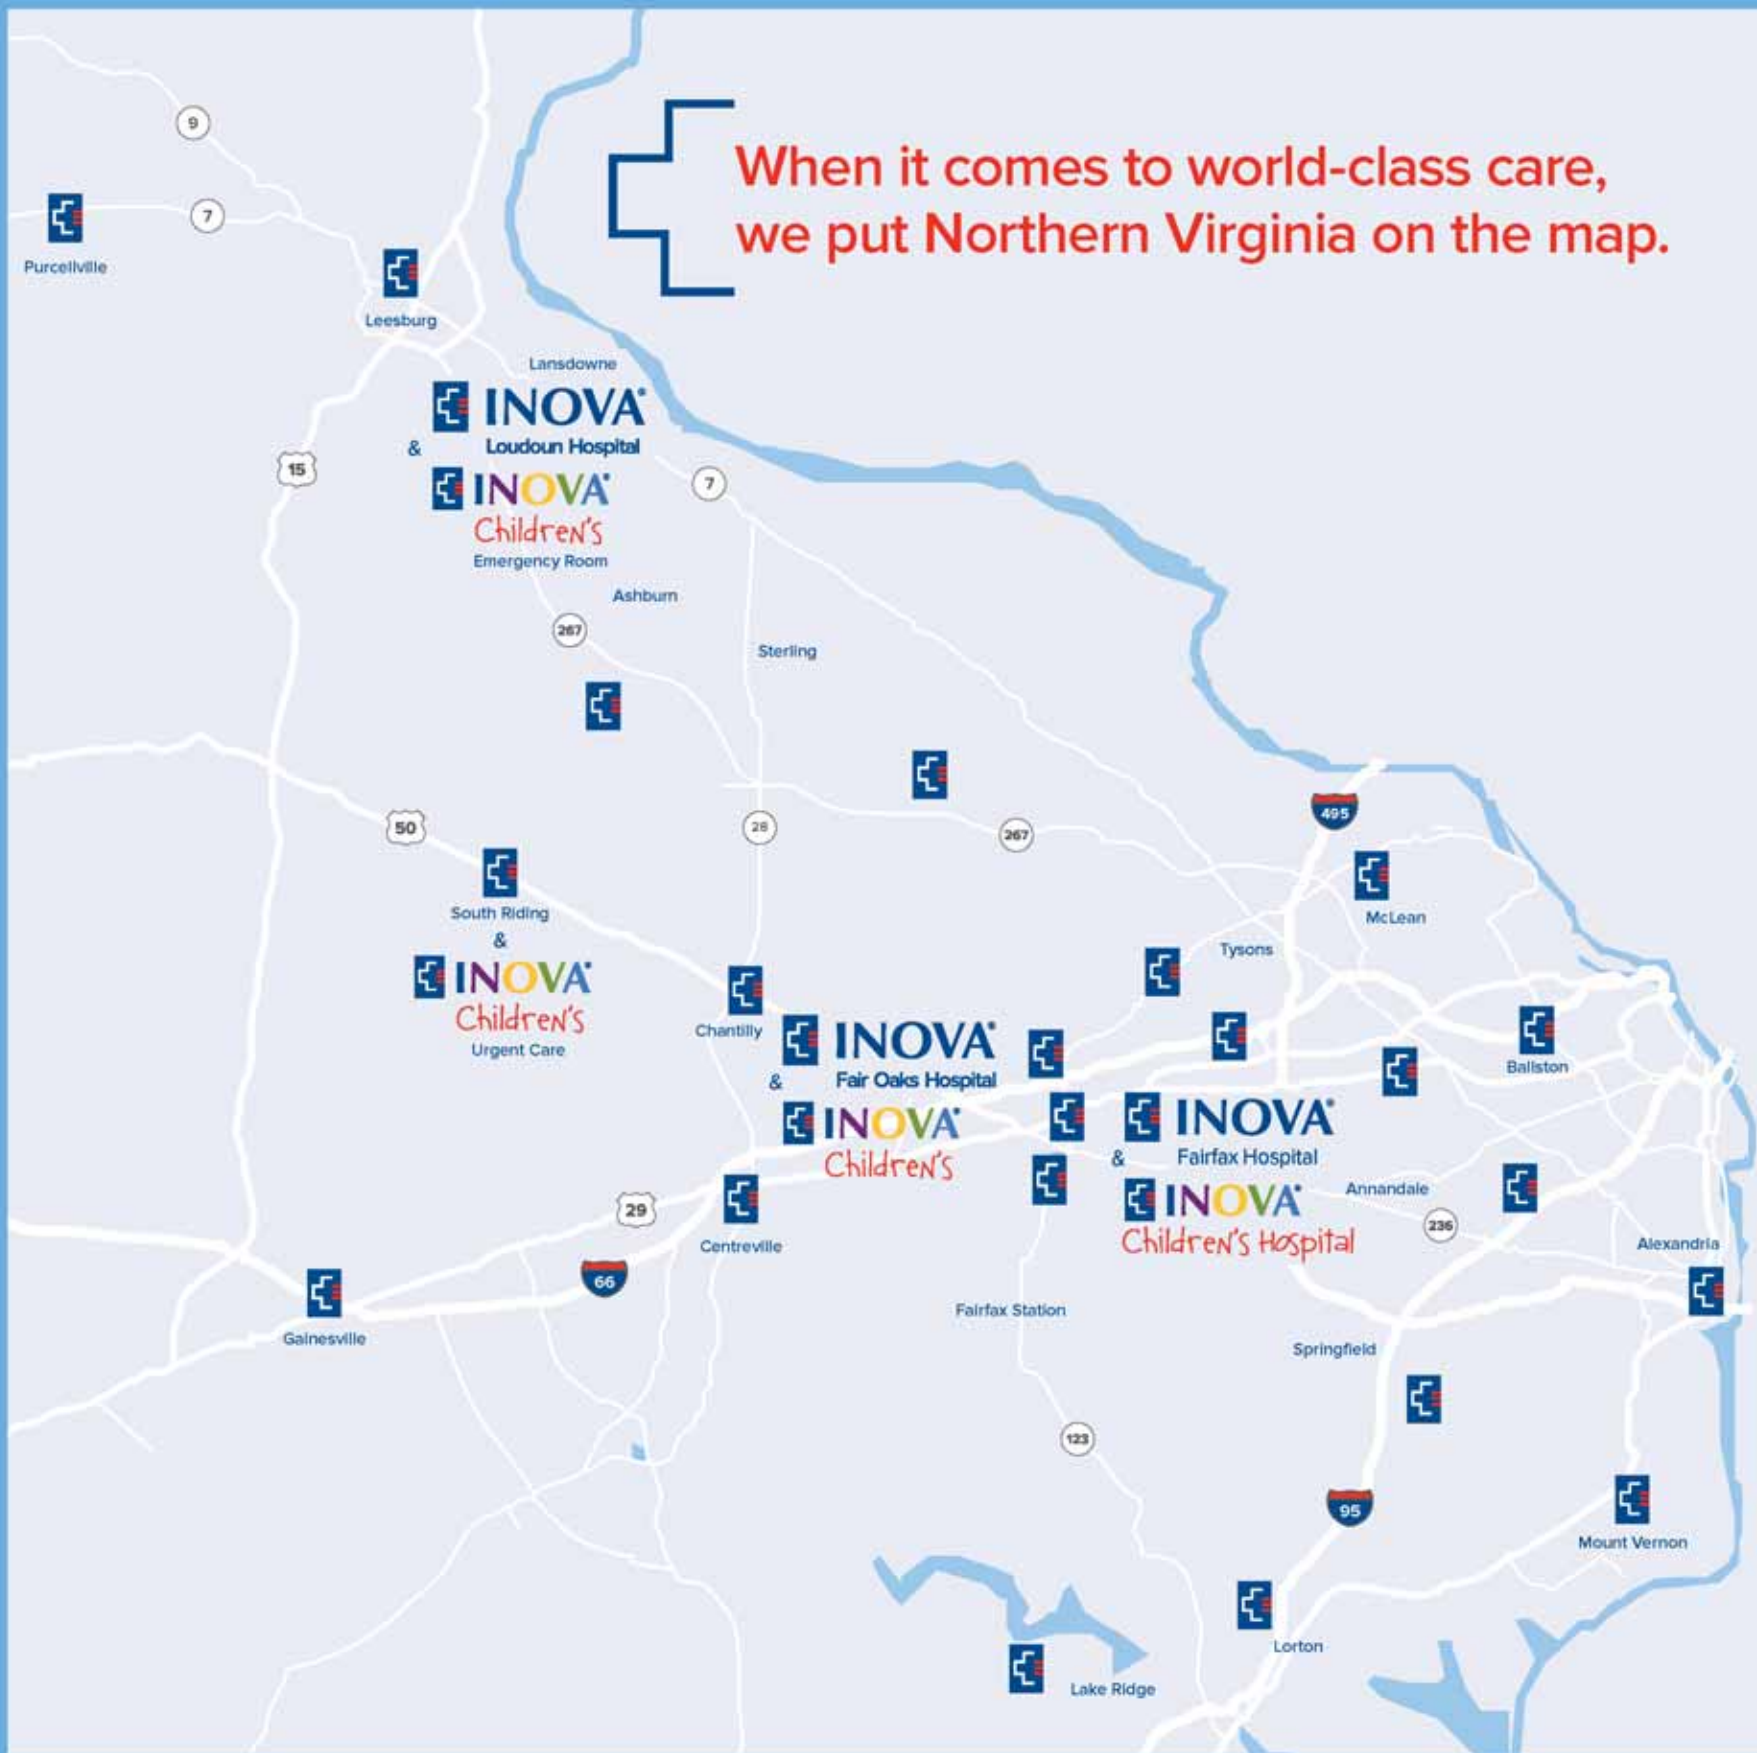 When it comes to world-class care,
we put Northern Virginia on the map.
9
7
Purcellville
Leesburg
Lansdowne
INOVA®
Loudoun Hospital
&
INOVA®
Children's
Emergency Room
15
7
Ashburn
267
Sterling
50
28
267
495
South Riding
&
INOVA®
Children's
Urgent Care
McLean
Tysons
Chantilly
INOVA®
Fair Oaks Hospital
&
INOVA®
Children's
Ballston
INOVA®
Fairfax Hospital
&
INOVA®
Children's Hospital
Annandale
236
Alexandria
29
Centreville
66
Gainesville
Fairfax Station
Springfield
123
95
Mount Vernon
Lorton
Lake Ridge